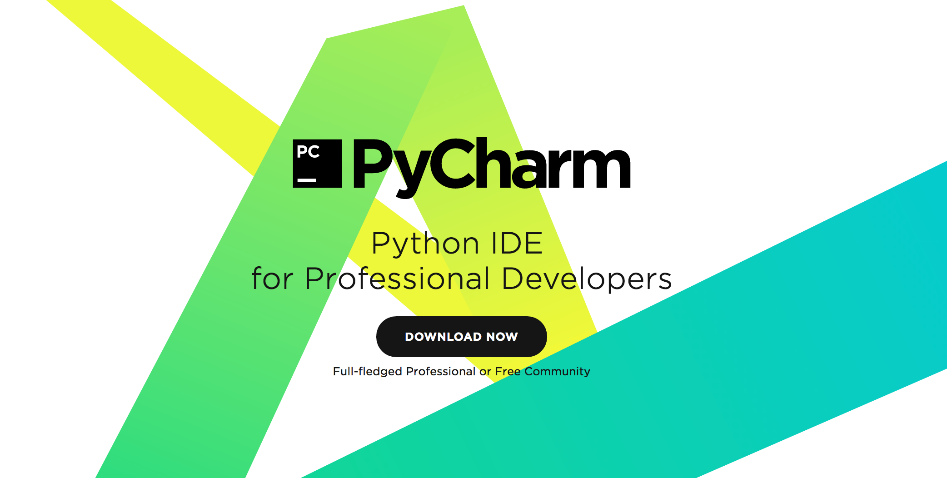 PC
PyCharm
Python IDE
for Professional Developers
DOWNLOAD NOW
Full-fledged Professional or Free Community